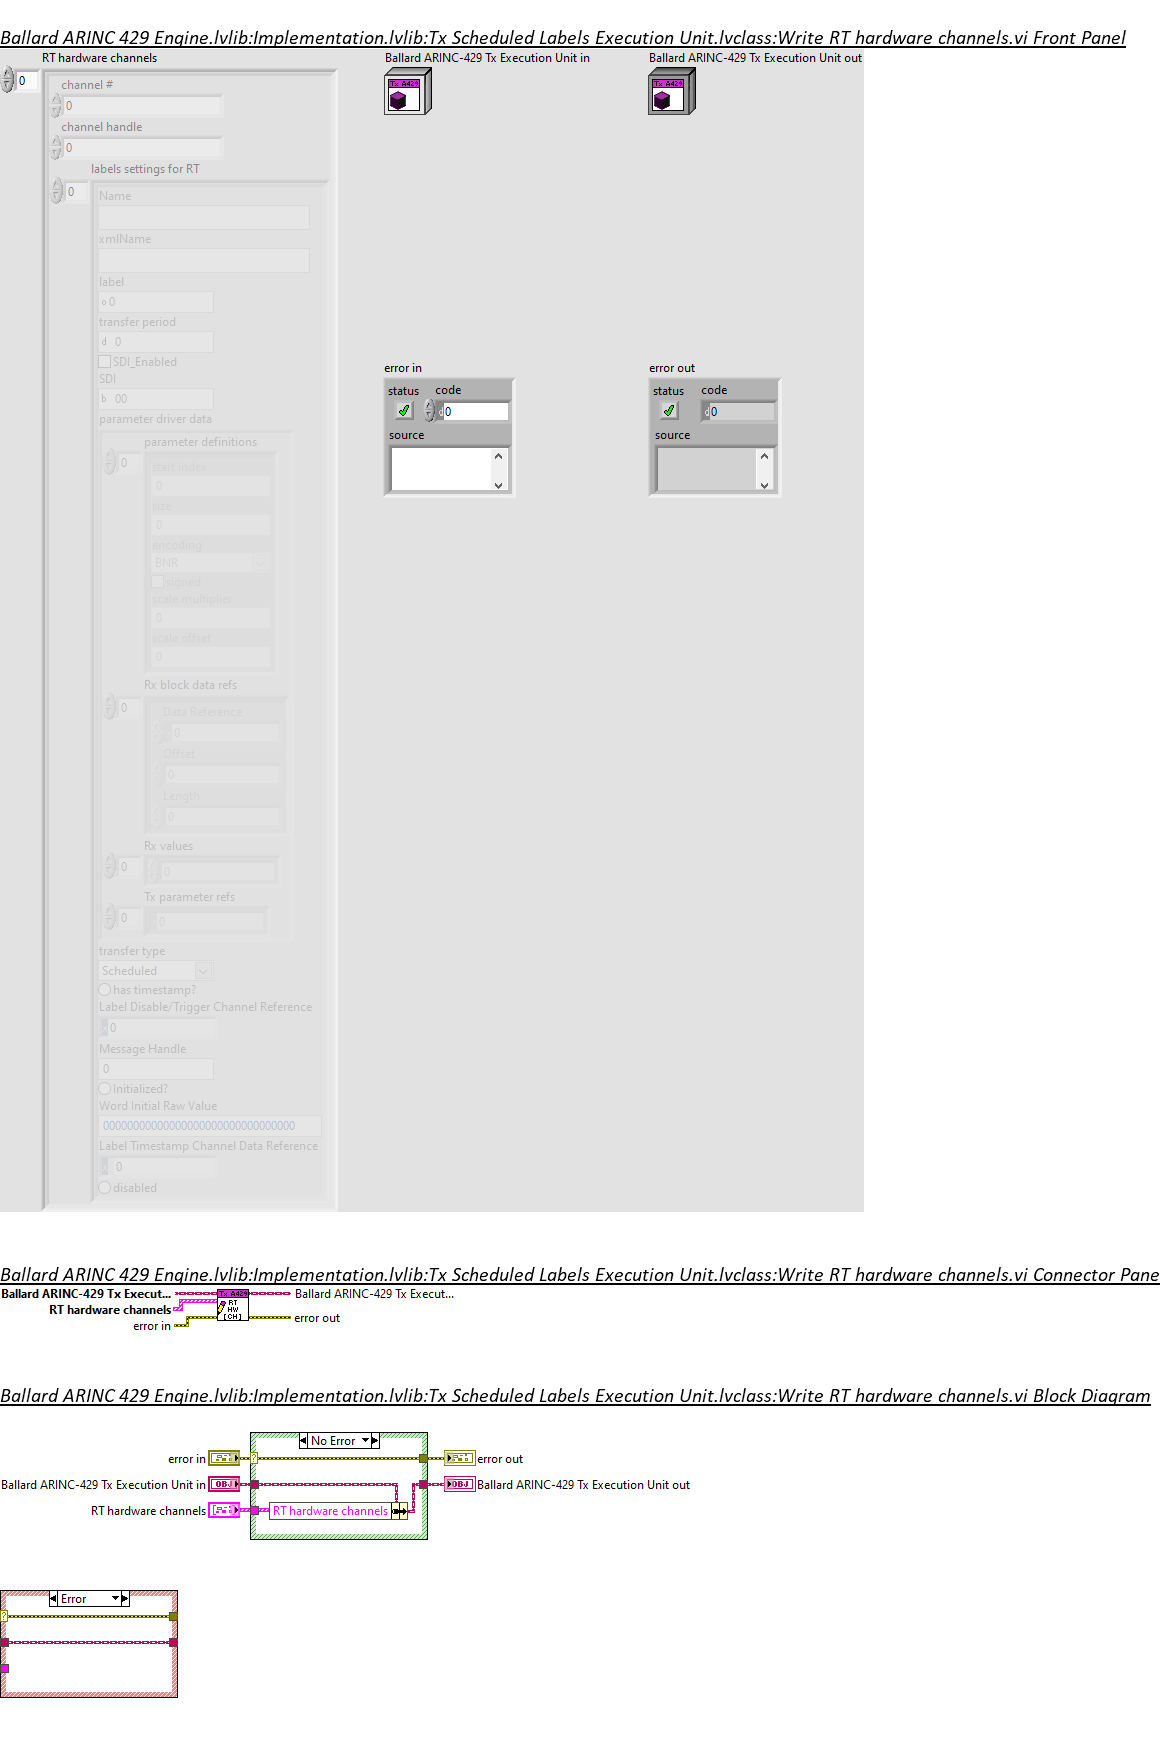 Ballard ARINC 429 Engine.lvlib:Implementation.lvlib:Tx Scheduled Labels Execution Unit.lvclass:Write RT hardware channels.vi Front Panel
RT hardware channels
Ballard ARINC-429 Tx Execution Unit in
Ballard ARINC-429 Tx Execution Unit out
0
channel #
Tx A429
Tx A429
0
channel handle
0
labels settings for RT
0
Name
xmlName
label
o 0
transfer period
d 0
SDI_Enabled
SDI
b 00
parameter driver data
parameter definitions
0
start index
0
size
0
encoding
BNR
signed
scale multiplier
0
scale offset
0
Rx block data refs
0
Data Reference
0
Offset
0
Length
0
Rx values
0
0
Tx parameter refs
0
0
transfer type
Scheduled
has timestamp?
Label Disable/Trigger Channel Reference
0
Message Handle
0
Initialized?
Word Initial Raw Value
00000000000000000000000000000000
Label Timestamp Channel Data Reference
0
disabled
error in
status code
d 0
source
error out
status code
d 0
source
Ballard ARINC 429 Engine.lvlib:Implementation.lvlib:Tx Scheduled Labels Execution Unit.lvclass:Write RT hardware channels.vi Connector Pane
Ballard ARINC-429 Tx Execut...
Tx A429
Ballard ARINC-429 Tx Execut...
RT hardware channels
RT
HW
[CH]
error in
error out
Ballard ARINC 429 Engine.lvlib:Implementation.lvlib:Tx Scheduled Labels Execution Unit.lvclass:Write RT hardware channels.vi Block Diagram
No Error
error in
?
error out
Ballard ARINC-429 Tx Execution Unit in
OBJ
OBJ
Ballard ARINC-429 Tx Execution Unit out
RT hardware channels
RT hardware channels
Error
?